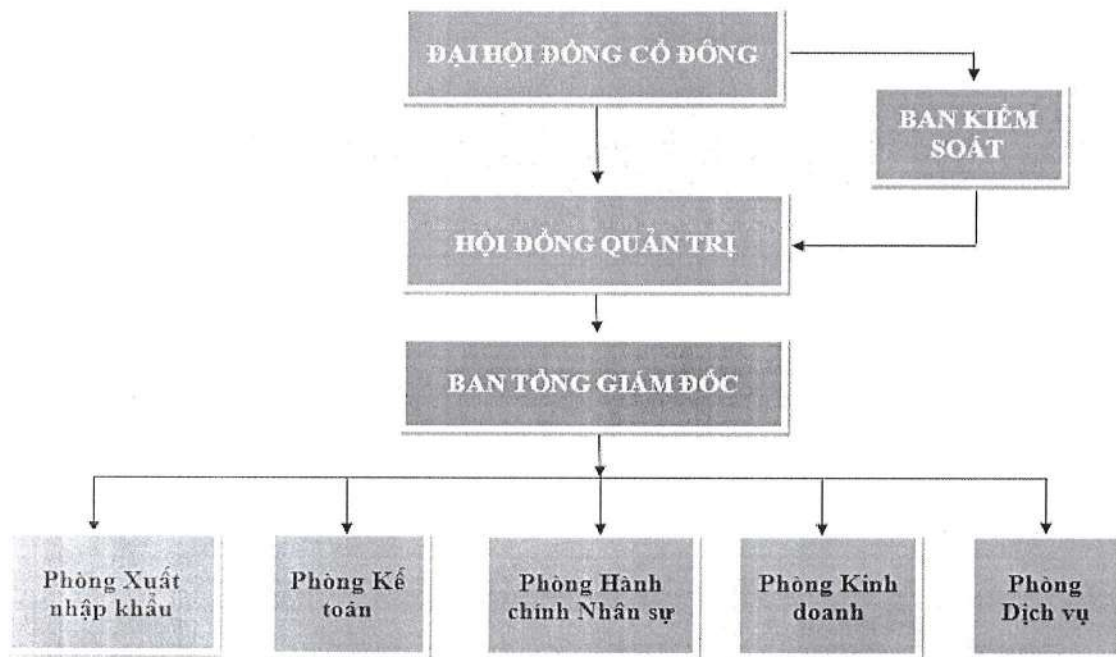 ĐẠI HỘI ĐỒNG CỔ ĐÔNG
BAN KIỂM
SOÁT
HỘI ĐỒNG QUẢN TRỊ
BAN TỔNG GIÁM ĐỐC
Phòng Xuất
nhập khẩu
Phòng Kế
toán
Phòng Hành
chính Nhân sự
Phòng Kinh
doanh
Phòng
Dịch vụ